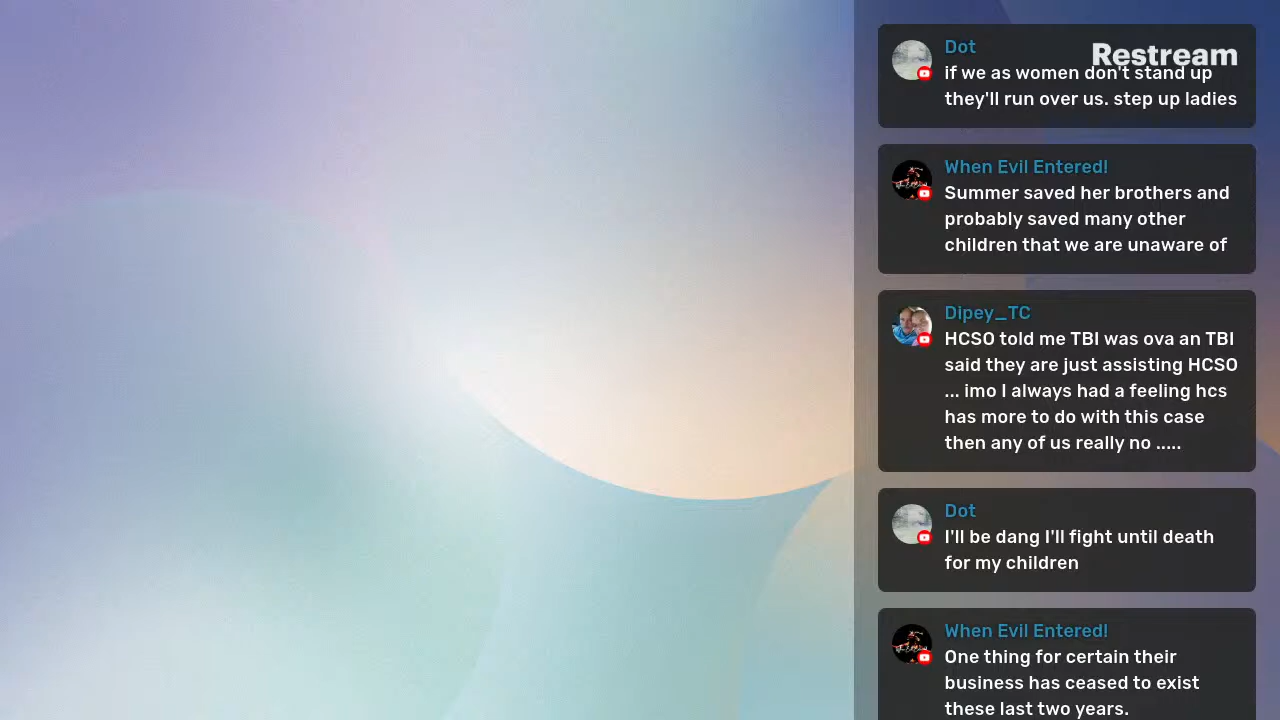 Dot
Restream
if we as women don't stand up
they'll run over us. step up ladies
When Evil Entered!
Summer saved her brothers and
probably saved many other
children that we are unaware of
Dipey_TC
HCSO told me TBI was ova an TBI
said they are just assisting HCSO
... imo I always had a feeling hcs
has more to do with this case
then any of us really no .....
Dot
I'll be dang I'll fight until death
for my children
When Evil Entered!
One thing for certain their
business has ceased to exist
these last two years.